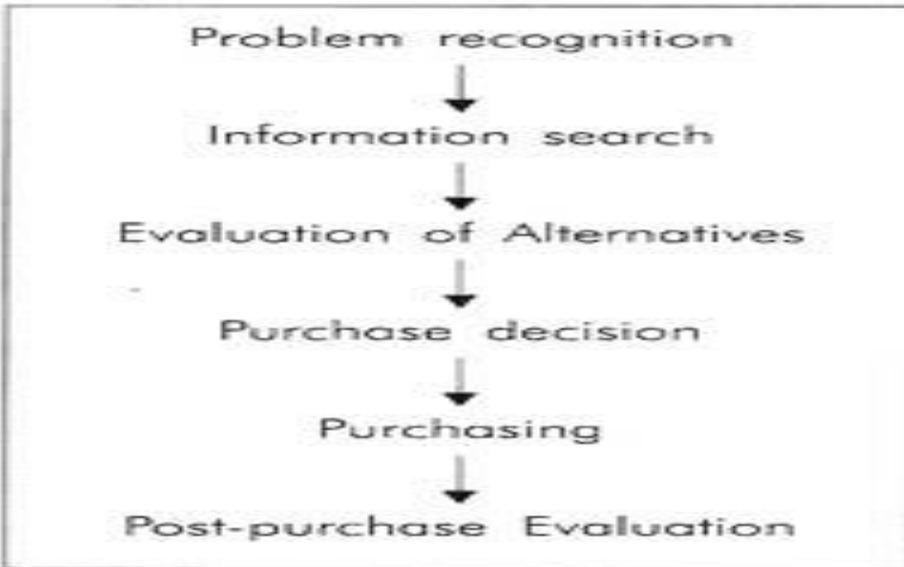 Problem recognition
Information search
Evaluation of Alternatives
Purchase decision
Purchasing
Post-purchase Evaluation